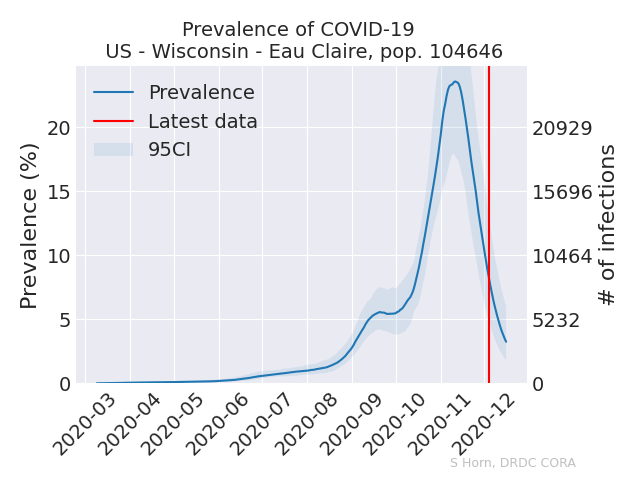 Prevalence of COVID-19
US - Wisconsin - Eau Claire, pop. 104646
Prevalence
Latest data
95CI
Prevalence (%)
20
15
10
5
0
20929
15696
10464
5232
0
# of infections
2020-03
2020-04
2020-05
2020-06
2020-07
2020-08
2020-09
2020-10
2020-11
2020-12
S Horn, DRDC CORA